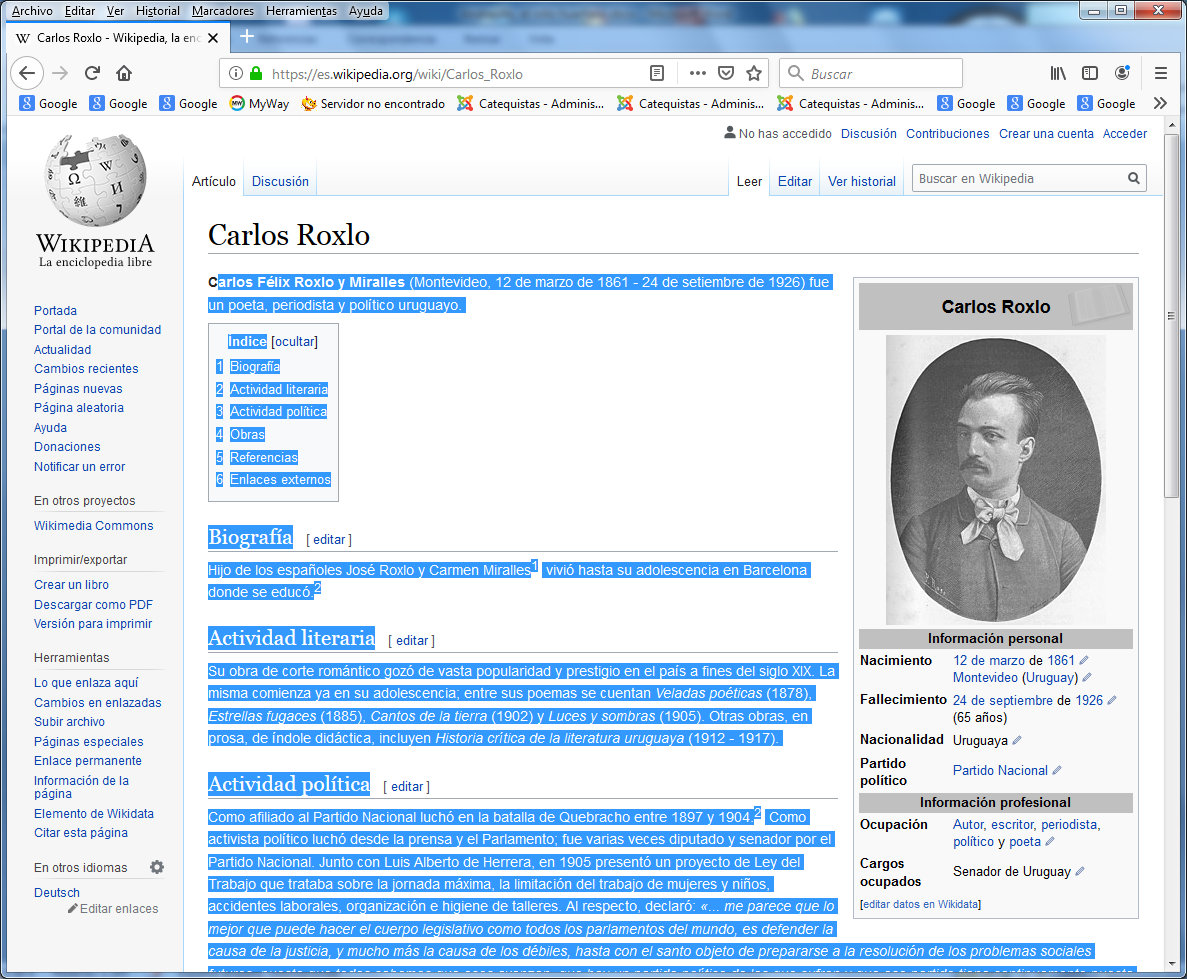 Archivo Editar Ver Historial Marcadores Herramientas Ayuda
Carlos Roxlo - Wikipedia, la enc
https://es.wikipedia.org/wiki/Carlos_Roxlo
Buscar
Google Google Google MyWay Servidor no encontrado Catequistas - Adminis... Catequistas - Adminis... Catequistas - Adminis... Google Google Google
No has accedido Discusión Contribuciones Crear una cuenta Acceder
Artículo Discusión
Leer Editar Ver historial
Buscar en Wikipedia
WIKIPEDIA
La enciclopedia libre
Portada
Portal de la comunidad
Actualidad
Cambios recientes
Páginas nuevas
Página aleatoria
Ayuda
Donaciones
Notificar un error
En otros proyectos
Wikimedia Commons
Imprimir/exportar
Crear un libro
Descargar como PDF
Versión para imprimir
Herramientas
Lo que enlaza aquí
Cambios en enlazadas
Subir archivo
Páginas especiales
Enlace permanente
Información de la
página
Elemento de Wikidata
Citar esta página
En otros idiomas
Deutsch
Editar enlaces
Carlos Roxlo
Carlos Félix Roxlo y Miralles (Montevideo, 12 de marzo de 1861 - 24 de setiembre de 1926) fue
un poeta, periodista y político uruguayo.
Índice [ocultar]
1 Biografía
2 Actividad literaria
3 Actividad política
4 Obras
5 Referencias
6 Enlaces externos
Biografía [ editar ]
Hijo de los españoles José Roxlo y Carmen Miralles1 vivió hasta su adolescencia en Barcelona
donde se educó.2
Actividad literaria [ editar ]
Su obra de corte romántico gozó de vasta popularidad y prestigio en el país a fines del siglo XIX. La
misma comienza ya en su adolescencia; entre sus poemas se cuentan Veladas poéticas (1878),
Estrellas fugaces (1885), Cantos de la tierra (1902) y Luces y sombras (1905). Otras obras, en
prosa, de índole didáctica, incluyen Historia crítica de la literatura uruguaya (1912 - 1917).
Actividad política [ editar ]
Como afiliado al Partido Nacional luchó en la batalla de Quebracho entre 1897 y 1904.2 Como
activista político luchó desde la prensa y el Parlamento; fue varias veces diputado y senador por el
Partido Nacional. Junto con Luis Alberto de Herrera, en 1905 presentó un proyecto de Ley del
Trabajo que trataba sobre la jornada máxima, la limitación del trabajo de mujeres y niños,
accidentes laborales, organización e higiene de talleres. Al respecto, declaró: «... me parece que lo
mejor que puede hacer el cuerpo legislativo como todos los parlamentos del mundo, es defender la
causa de la justicia, y mucho más la causa de los débiles, hasta con el santo objeto de prepararse a la resolución de los problemas sociales
Carlos Roxlo
Información personal
Nacimiento 12 de marzo de 1861
Montevideo (Uruguay)
Fallecimiento 24 de septiembre de 1926
(65 años)
Nacionalidad Uruguaya
Partido
político Partido Nacional
Información profesional
Ocupación Autor, escritor, periodista,
político y poeta
Cargos
ocupados Senador de Uruguay
[editar datos en Wikidata]